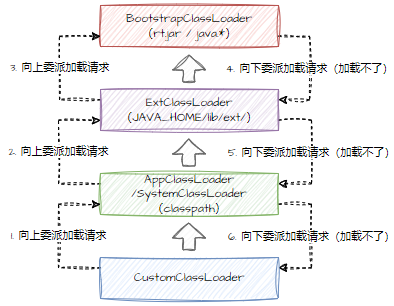 BootstrapClassLoader
(rt.jar / java.*)
3. 向上委派加载请求
4. 向下委派加载请求（加载不了）
ExtClassLoader
(JAVA_HOME/lib/ext/)
2. 向上委派加载请求
5. 向下委派加载请求（加载不了）
AppClassLoader
/SystemClassLoader
(classpath)
1. 向上委派加载请求
6. 向下委派加载请求（加载不了）
CustomClassLoader